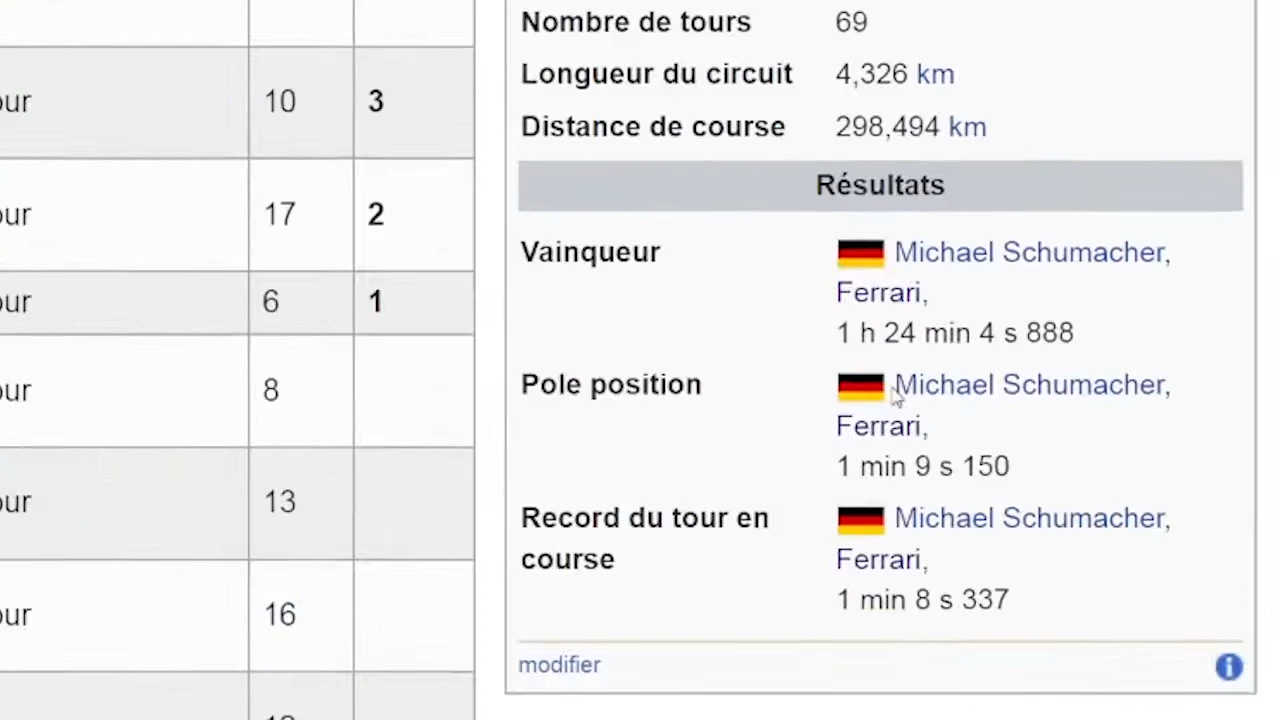 Nombre de tours 69
Longueur du circuit 4,326 km
Distance de course 298,494 km
Résultats
Vainqueur Michael Schumacher,
Ferrari,
1 h 24 min 4 s 888
Pole position Michael Schumacher,
Ferrari,
1 min 9 s 150
Record du tour en Michael Schumacher,
course Ferrari,
1 min 8 s 337
modifier
our 10 3
our 17 2
our 6 1
our 8
our 13
our 16